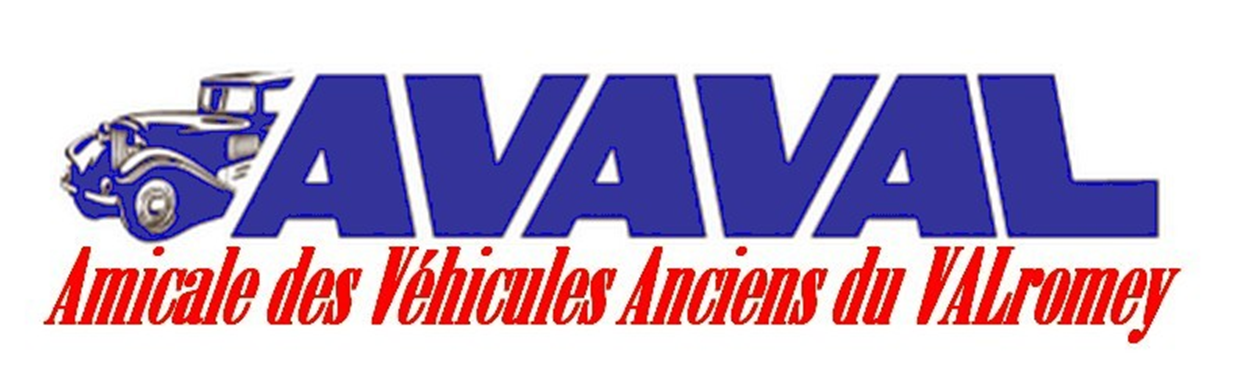 AVAVAL
Amicale des Véhicules Anciens du VALromey